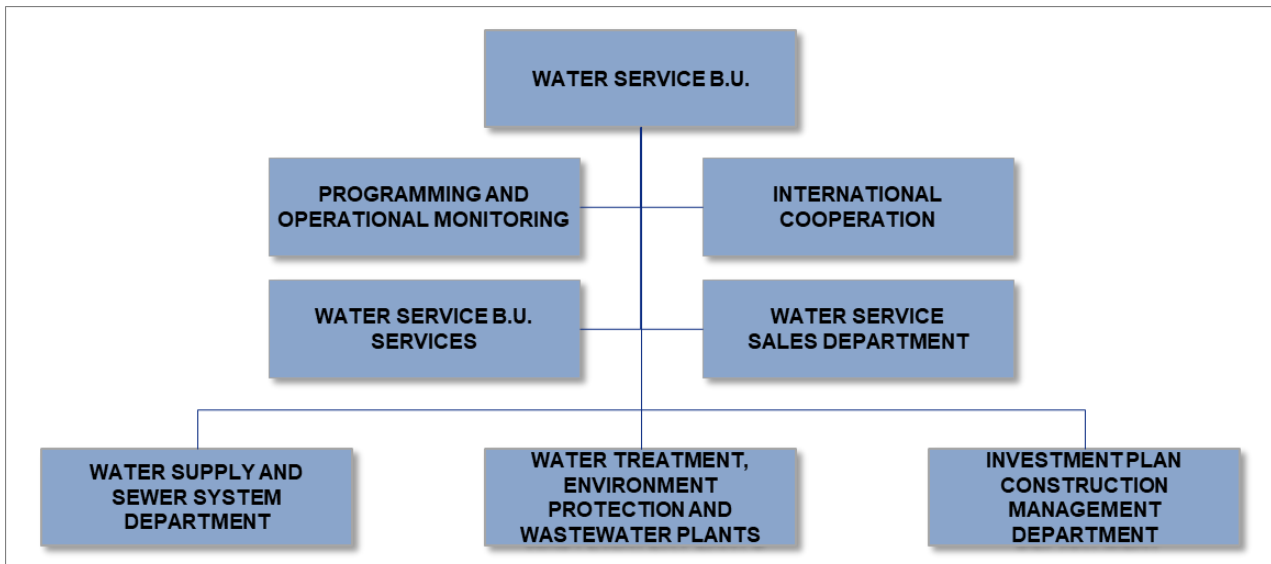 WATER SERVICE B.U.
PROGRAMMING AND
OPERATIONAL MONITORING
INTERNATIONAL
COOPERATION
WATER SERVICE B.U.
SERVICES
WATER SERVICE
SALES DEPARTMENT
WATER SUPPLY AND
SEWER SYSTEM
DEPARTMENT
WATER TREATMENT,
ENVIRONMENT
PROTECTION AND
WASTEWATER PLANTS
INVESTMENT PLAN
CONSTRUCTION
MANAGEMENT
DEPARTMENT